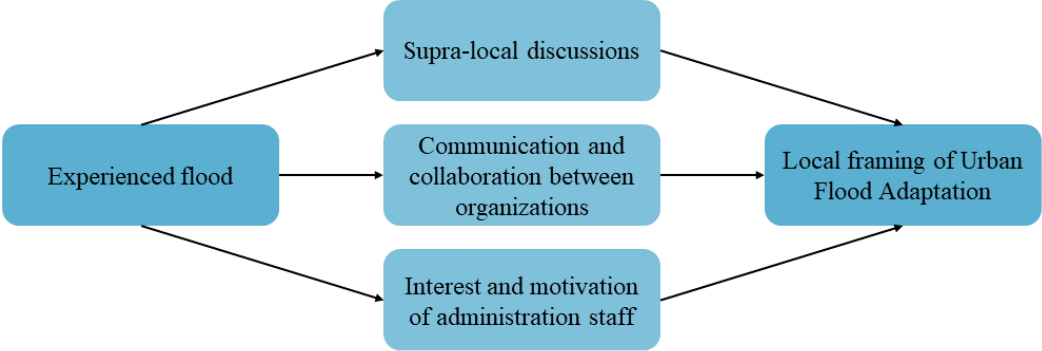 Supra-local discussions
Experienced flood
Communication and
collaboration between
organizations
Local framing of Urban
Flood Adaptation
Interest and motivation
of administration staff